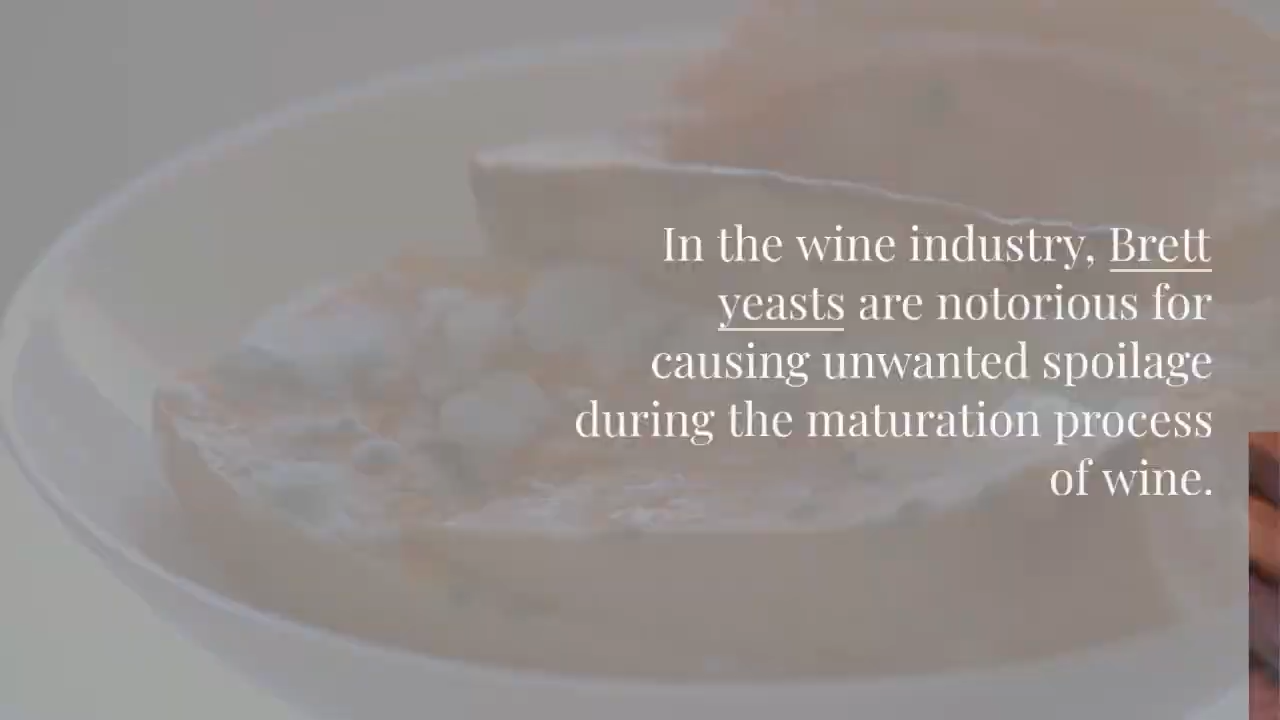 In the wine industry, Brett
yeasts are notorious for
causing unwanted spoilage
during the maturation process
of wine.